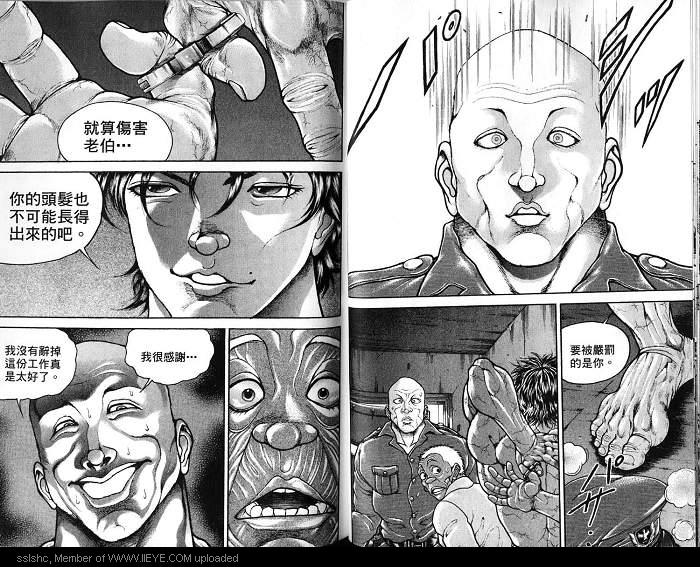 要被嚴罰
的是你。
パサ
就算傷害
老伯…
你的頭髮也
不可能長得
出來的吧。
我很感謝…
我沒有辭掉
這份工作真
是太好了。
sslshc, Member of WWW.IIEYE.COM uploaded